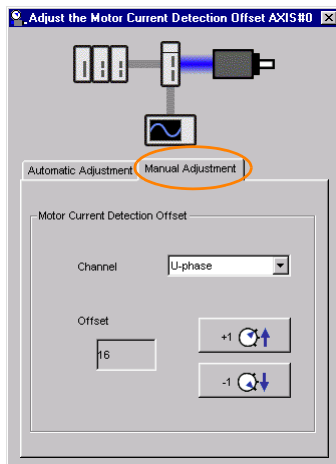 Adjust the Motor Current Detection Offset AXIS#0
Automatic Adjustment Manual Adjustment
Motor Current Detection Offset
Channel U-phase
Offset
+1
16
-1